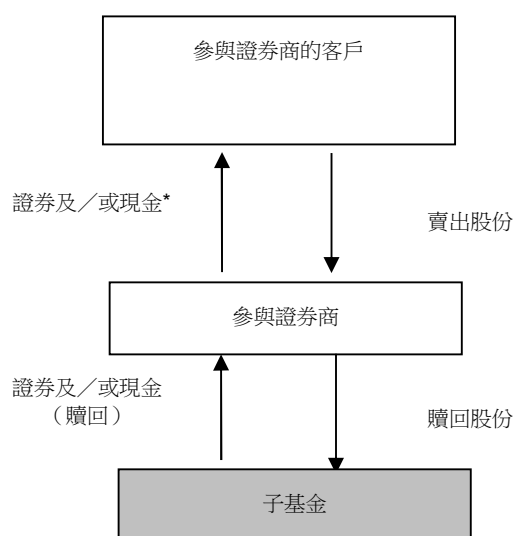 參與證券商的客戶
證券及／或現金*
賣出股份
參與證券商
證券及／或現金
（贖回）
贖回股份
子基金